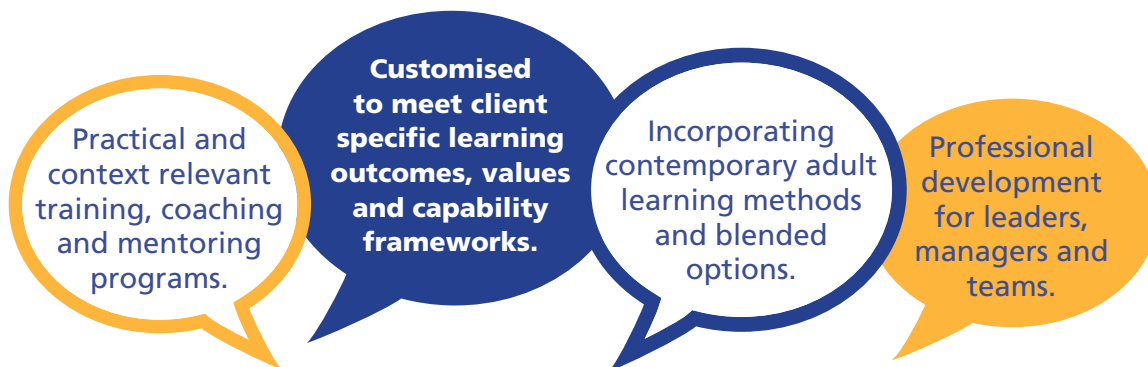 Practical and
context relevant
training, coaching
and mentoring
programs.
Customised
to meet client
specific learning
outcomes, values
and capability
frameworks.
Incorporating
contemporary adult
learning methods
and blended
options.
Professional
development
for leaders,
managers and
teams.